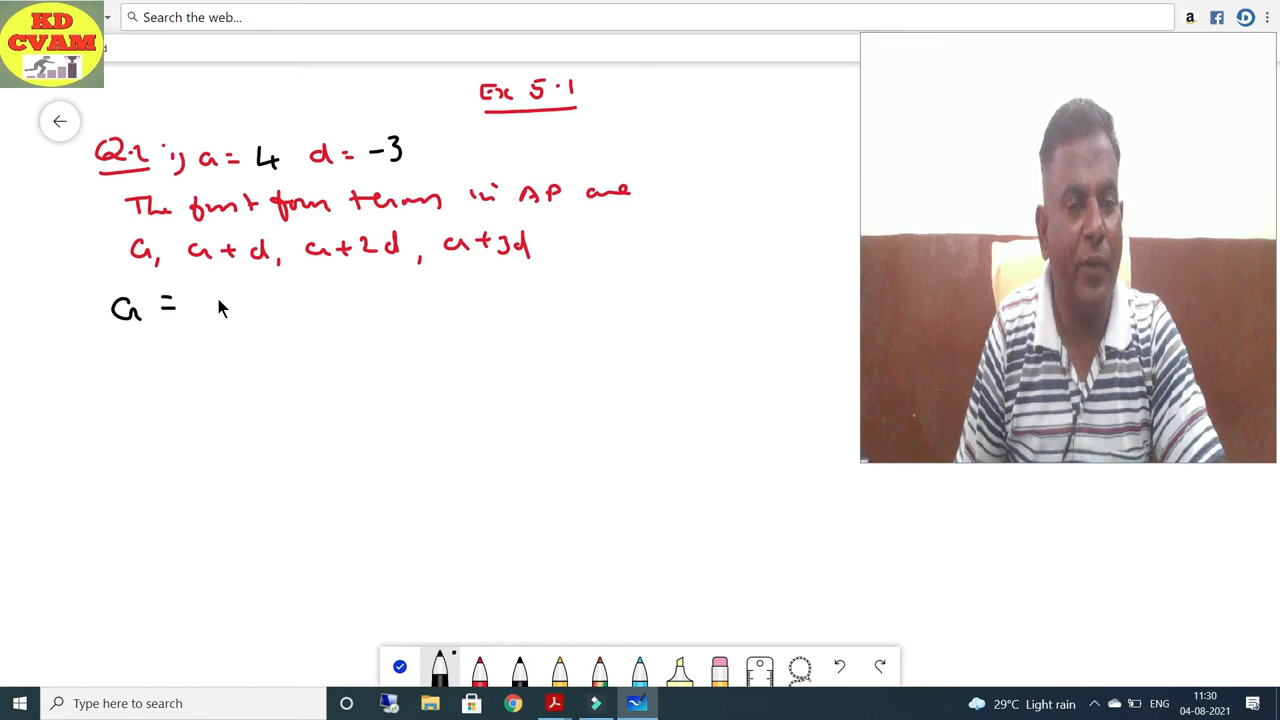 KD
CVAM
Search the web...
a
d
Ex 5.1
Q.2 i) a = 4 d = -3
The first four terms in AP are
a, a + d, a + 2d, a + 3d
a =
Type here to search
29°C Light rain
ENG
11:30
04-08-2021